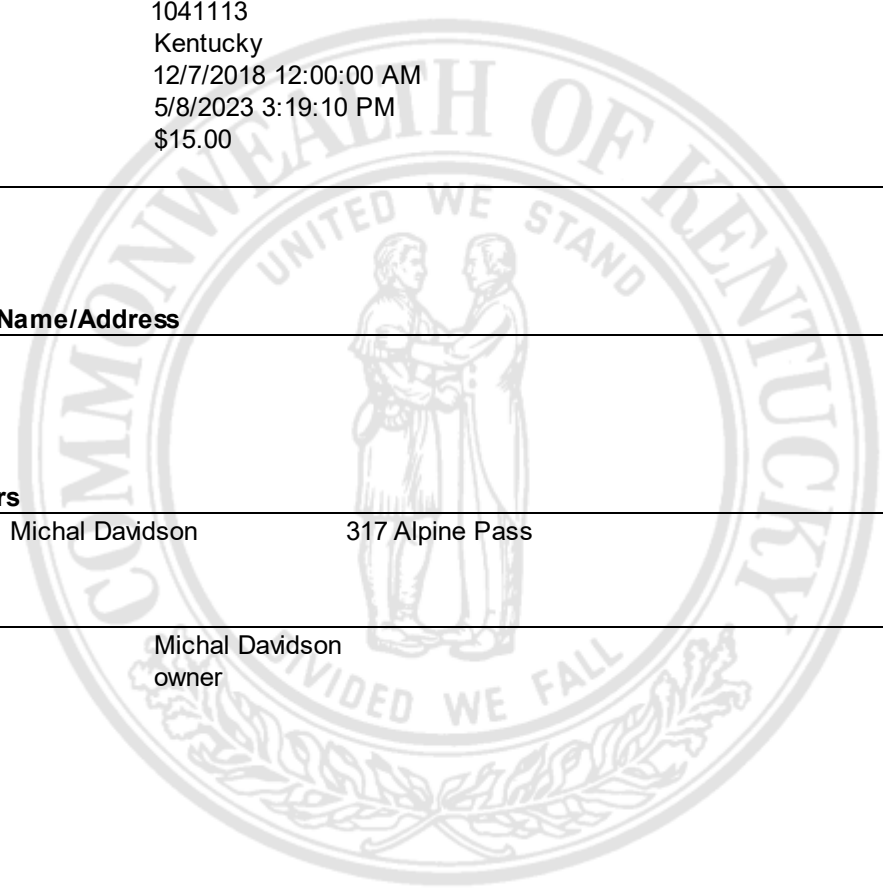 1041113
Kentucky
12/7/2018 12:00:00 AM
5/8/2023 3:19:10 PM
$15.00
COMMONWEALTH OF KENTUCKY
UNITED WE STAND
Name/Address
rs
Michal Davidson 317 Alpine Pass
Michal Davidson
owner
DIVIDED WE FALL